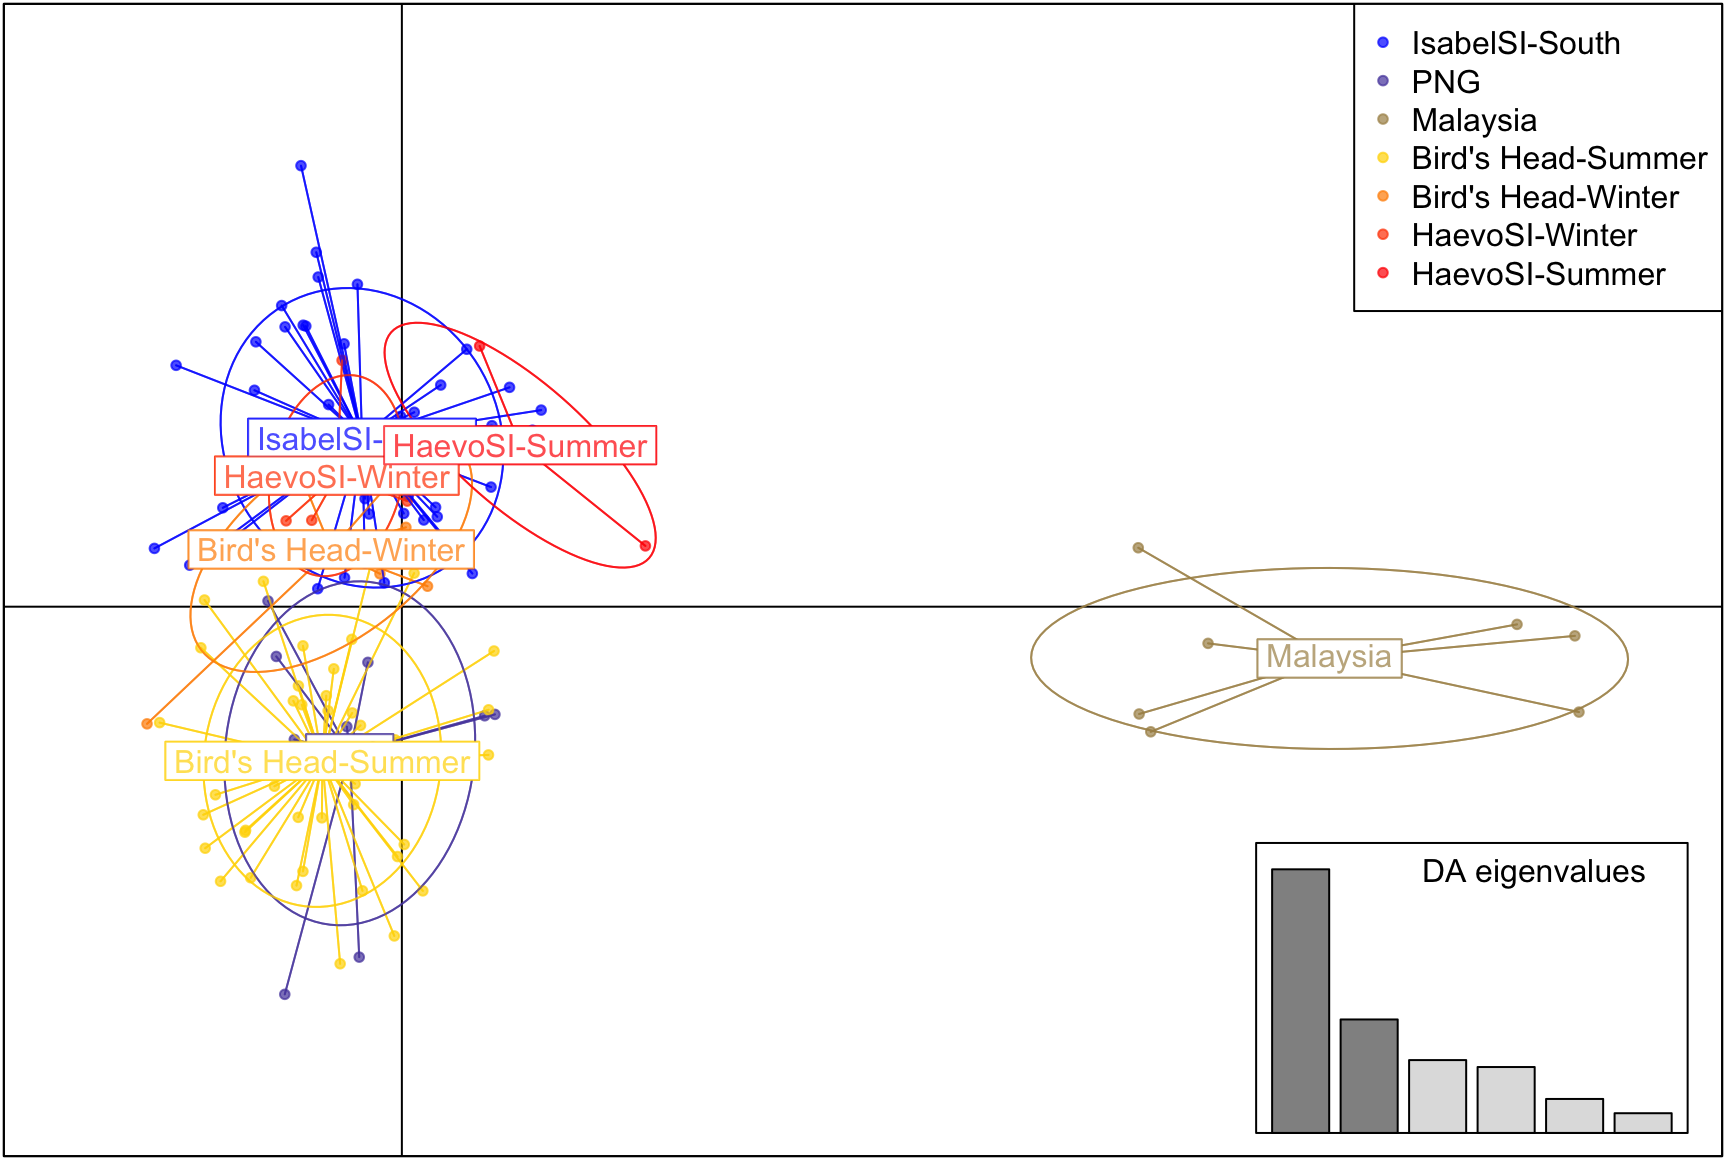 IsabelSI-South
PNG
Malaysia
Bird's Head-Summer
Bird's Head-Winter
HaevoSI-Winter
HaevoSI-Summer
IsabelSI-
HaevoSI-Summer
HaevoSI-Winter
Bird's Head-Winter
Malaysia
Bird's Head-Summer
DA eigenvalues